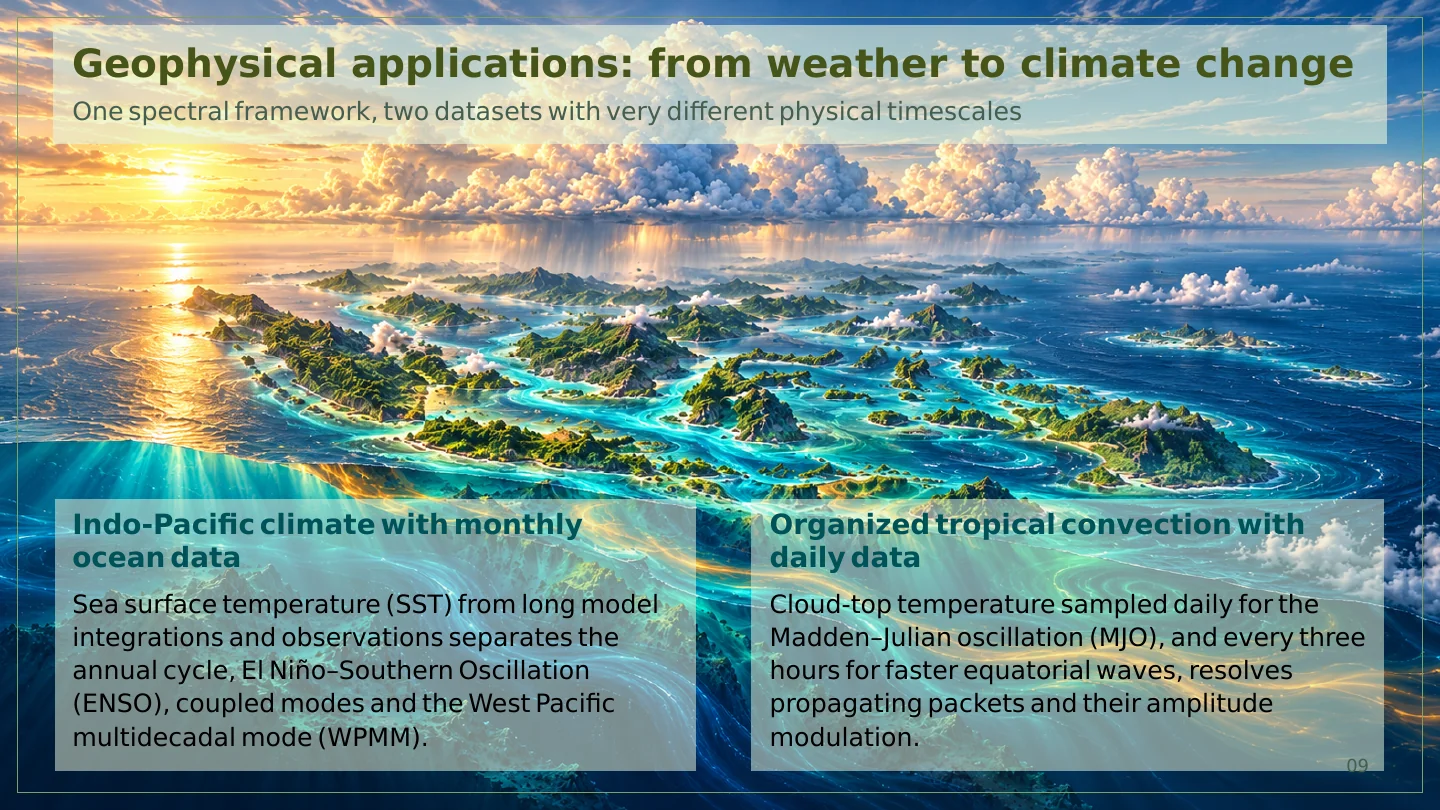 Geophysical applications: from weather to climate change
One spectral framework, two datasets with very different physical timescales
Indo-Pacific climate with monthly
ocean data
Sea surface temperature (SST) from long model
integrations and observations separates the
annual cycle, El Niño–Southern Oscillation
(ENSO), coupled modes and the West Pacific
multidecadal mode (WPMM).
Organized tropical convection with
daily data
Cloud-top temperature sampled daily for the
Madden–Julian oscillation (MJO), and every three
hours for faster equatorial waves, resolves
propagating packets and their amplitude
modulation.
09